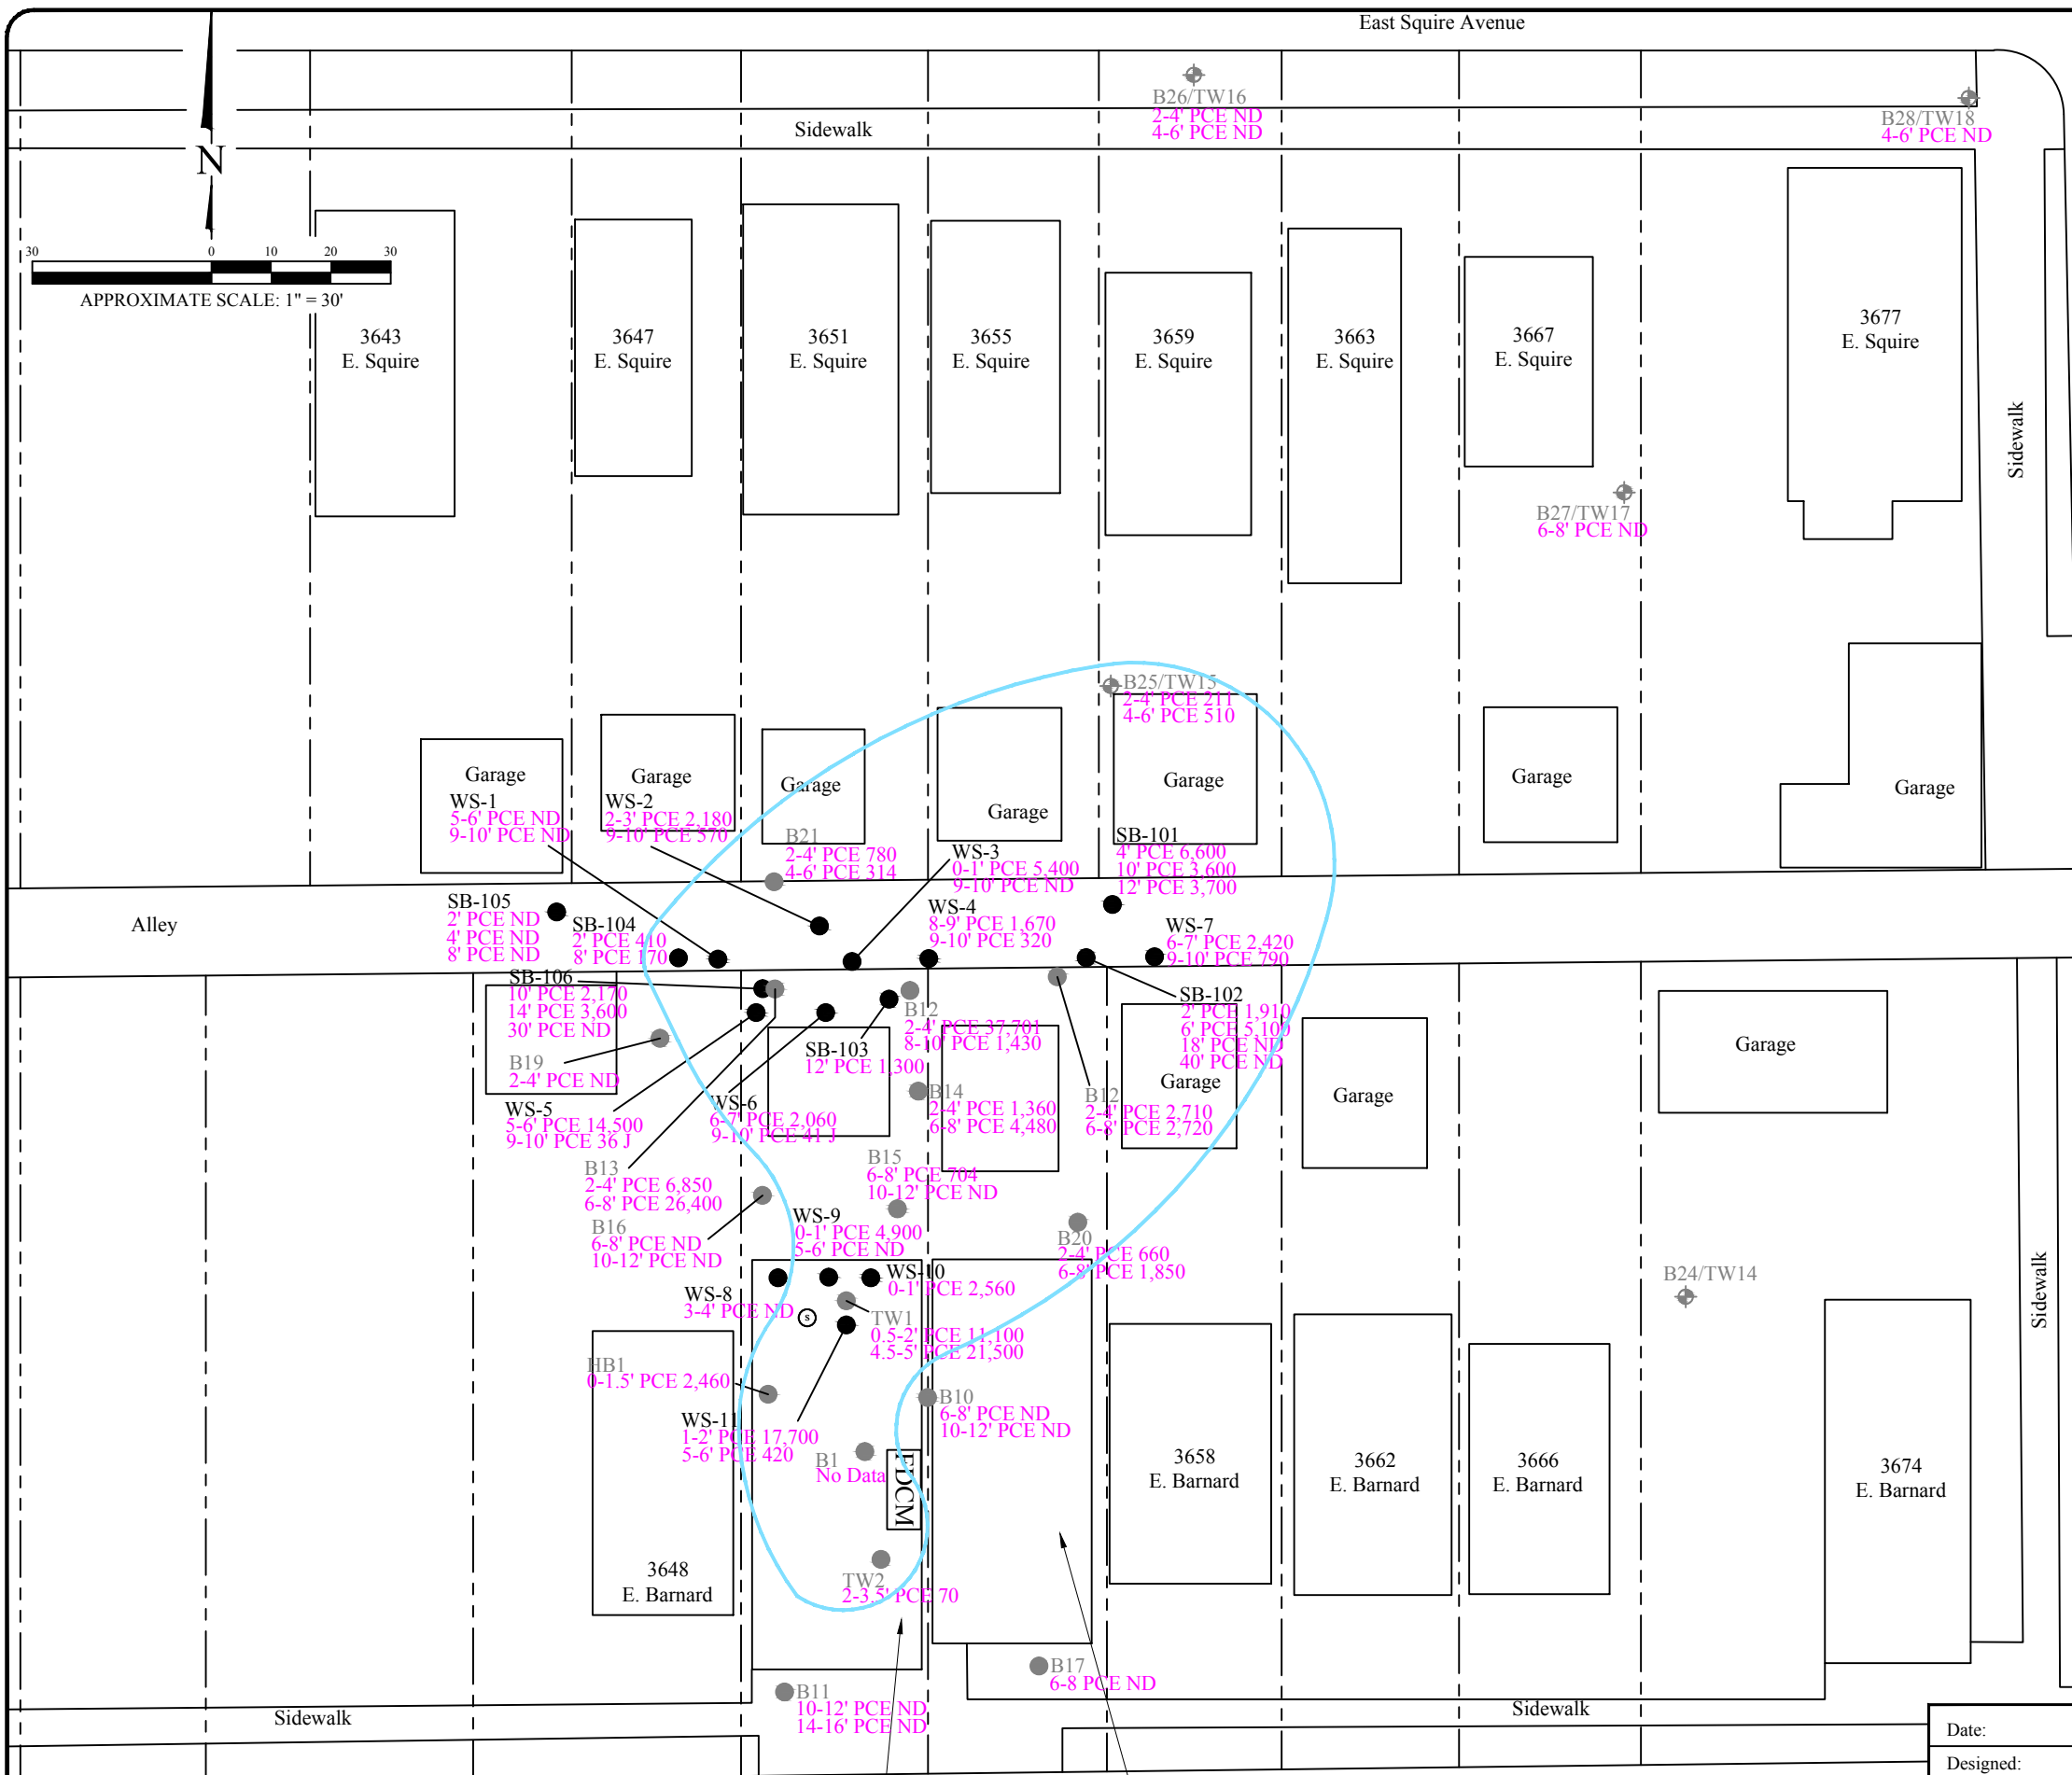 East Squire Avenue
B26/TW16
2-4' PCE ND
4-6' PCE ND
B28/TW18
4-6' PCE ND
Sidewalk
N
30 0 10 20 30
APPROXIMATE SCALE: 1" = 30'
3643
E. Squire
3647
E. Squire
3651
E. Squire
3655
E. Squire
3659
E. Squire
3663
E. Squire
3667
E. Squire
3677
E. Squire
Sidewalk
B27/TW17
6-8' PCE ND
B25/TW15
2-4' PCE 211
4-6' PCE 510
Garage
Garage
Garage
Garage
Garage
Garage
Garage
WS-1
5-6' PCE ND
9-10' PCE ND
WS-2
2-3' PCE 2,180
9-10' PCE 570
B21
2-4' PCE 780
4-6' PCE 314
WS-3
0-1' PCE 5,400
9-10' PCE ND
SB-101
4' PCE 6,600
10' PCE 3,600
12' PCE 3,700
Alley
SB-105
2' PCE ND
4' PCE ND
8' PCE ND
SB-104
2' PCE 410
8' PCE 170
WS-4
8-9' PCE 1,670
9-10' PCE 320
WS-7
6-7' PCE 2,420
9-10' PCE 790
SB-106
10' PCE 2,170
14' PCE 3,600
30' PCE ND
SB-102
2' PCE 1,910
6' PCE 5,100
18' PCE ND
40' PCE ND
B12
2-4' PCE 37,701
8-10' PCE 1,430
SB-103
12' PCE 1,300
Garage
Garage
Garage
B19
2-4' PCE ND
WS-5
5-6' PCE 14,500
9-10' PCE 36 J
WS-6
6-7' PCE 2,060
9-10' PCE 41 J
B14
2-4' PCE 1,360
6-8' PCE 4,480
B12
2-4' PCE 2,710
6-8' PCE 2,720
B13
2-4' PCE 6,850
6-8' PCE 26,400
B15
6-8' PCE 704
10-12' PCE ND
B16
6-8' PCE ND
10-12' PCE ND
WS-9
0-1' PCE 4,900
5-6' PCE ND
B20
2-4' PCE 660
6-8' PCE 1,850
B24/TW14
Sidewalk
WS-8
3-4' PCE ND
S
WS-10
0-1' PCE 2,560
TW1
0.5-2' PCE 11,100
4.5-5' PCE 21,500
HB1
0-1.5' PCE 2,460
B10
6-8' PCE ND
10-12' PCE ND
WS-11
1-2' PCE 17,700
5-6' PCE 420
B1
No Data
EDCM
3658
E. Barnard
3662
E. Barnard
3666
E. Barnard
3674
E. Barnard
3648
E. Barnard
TW2
2-3.5' PCE 70
B17
6-8 PCE ND
B11
10-12' PCE ND
14-16' PCE ND
Sidewalk
Sidewalk
Date:
Designed: